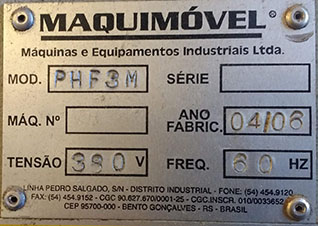 MAQUIMÓVEL®
Máquinas e Equipamentos Industriais Ltda.
MOD. PHF3M SÉRIE
MÁQ. Nº ANO FABRIC. 04/06
TENSÃO 380 V FREQ. 60 HZ
LINHA PEDRO SALGADO, S/N - DISTRITO INDUSTRIAL - FONE: (54) 454.9120
FAX: (54) 454.9152 - CGC 90.627.670/0001-25 - CGC.INSCR. 010/0033652
CEP 95700-000 - BENTO GONÇALVES - RS - BRASIL